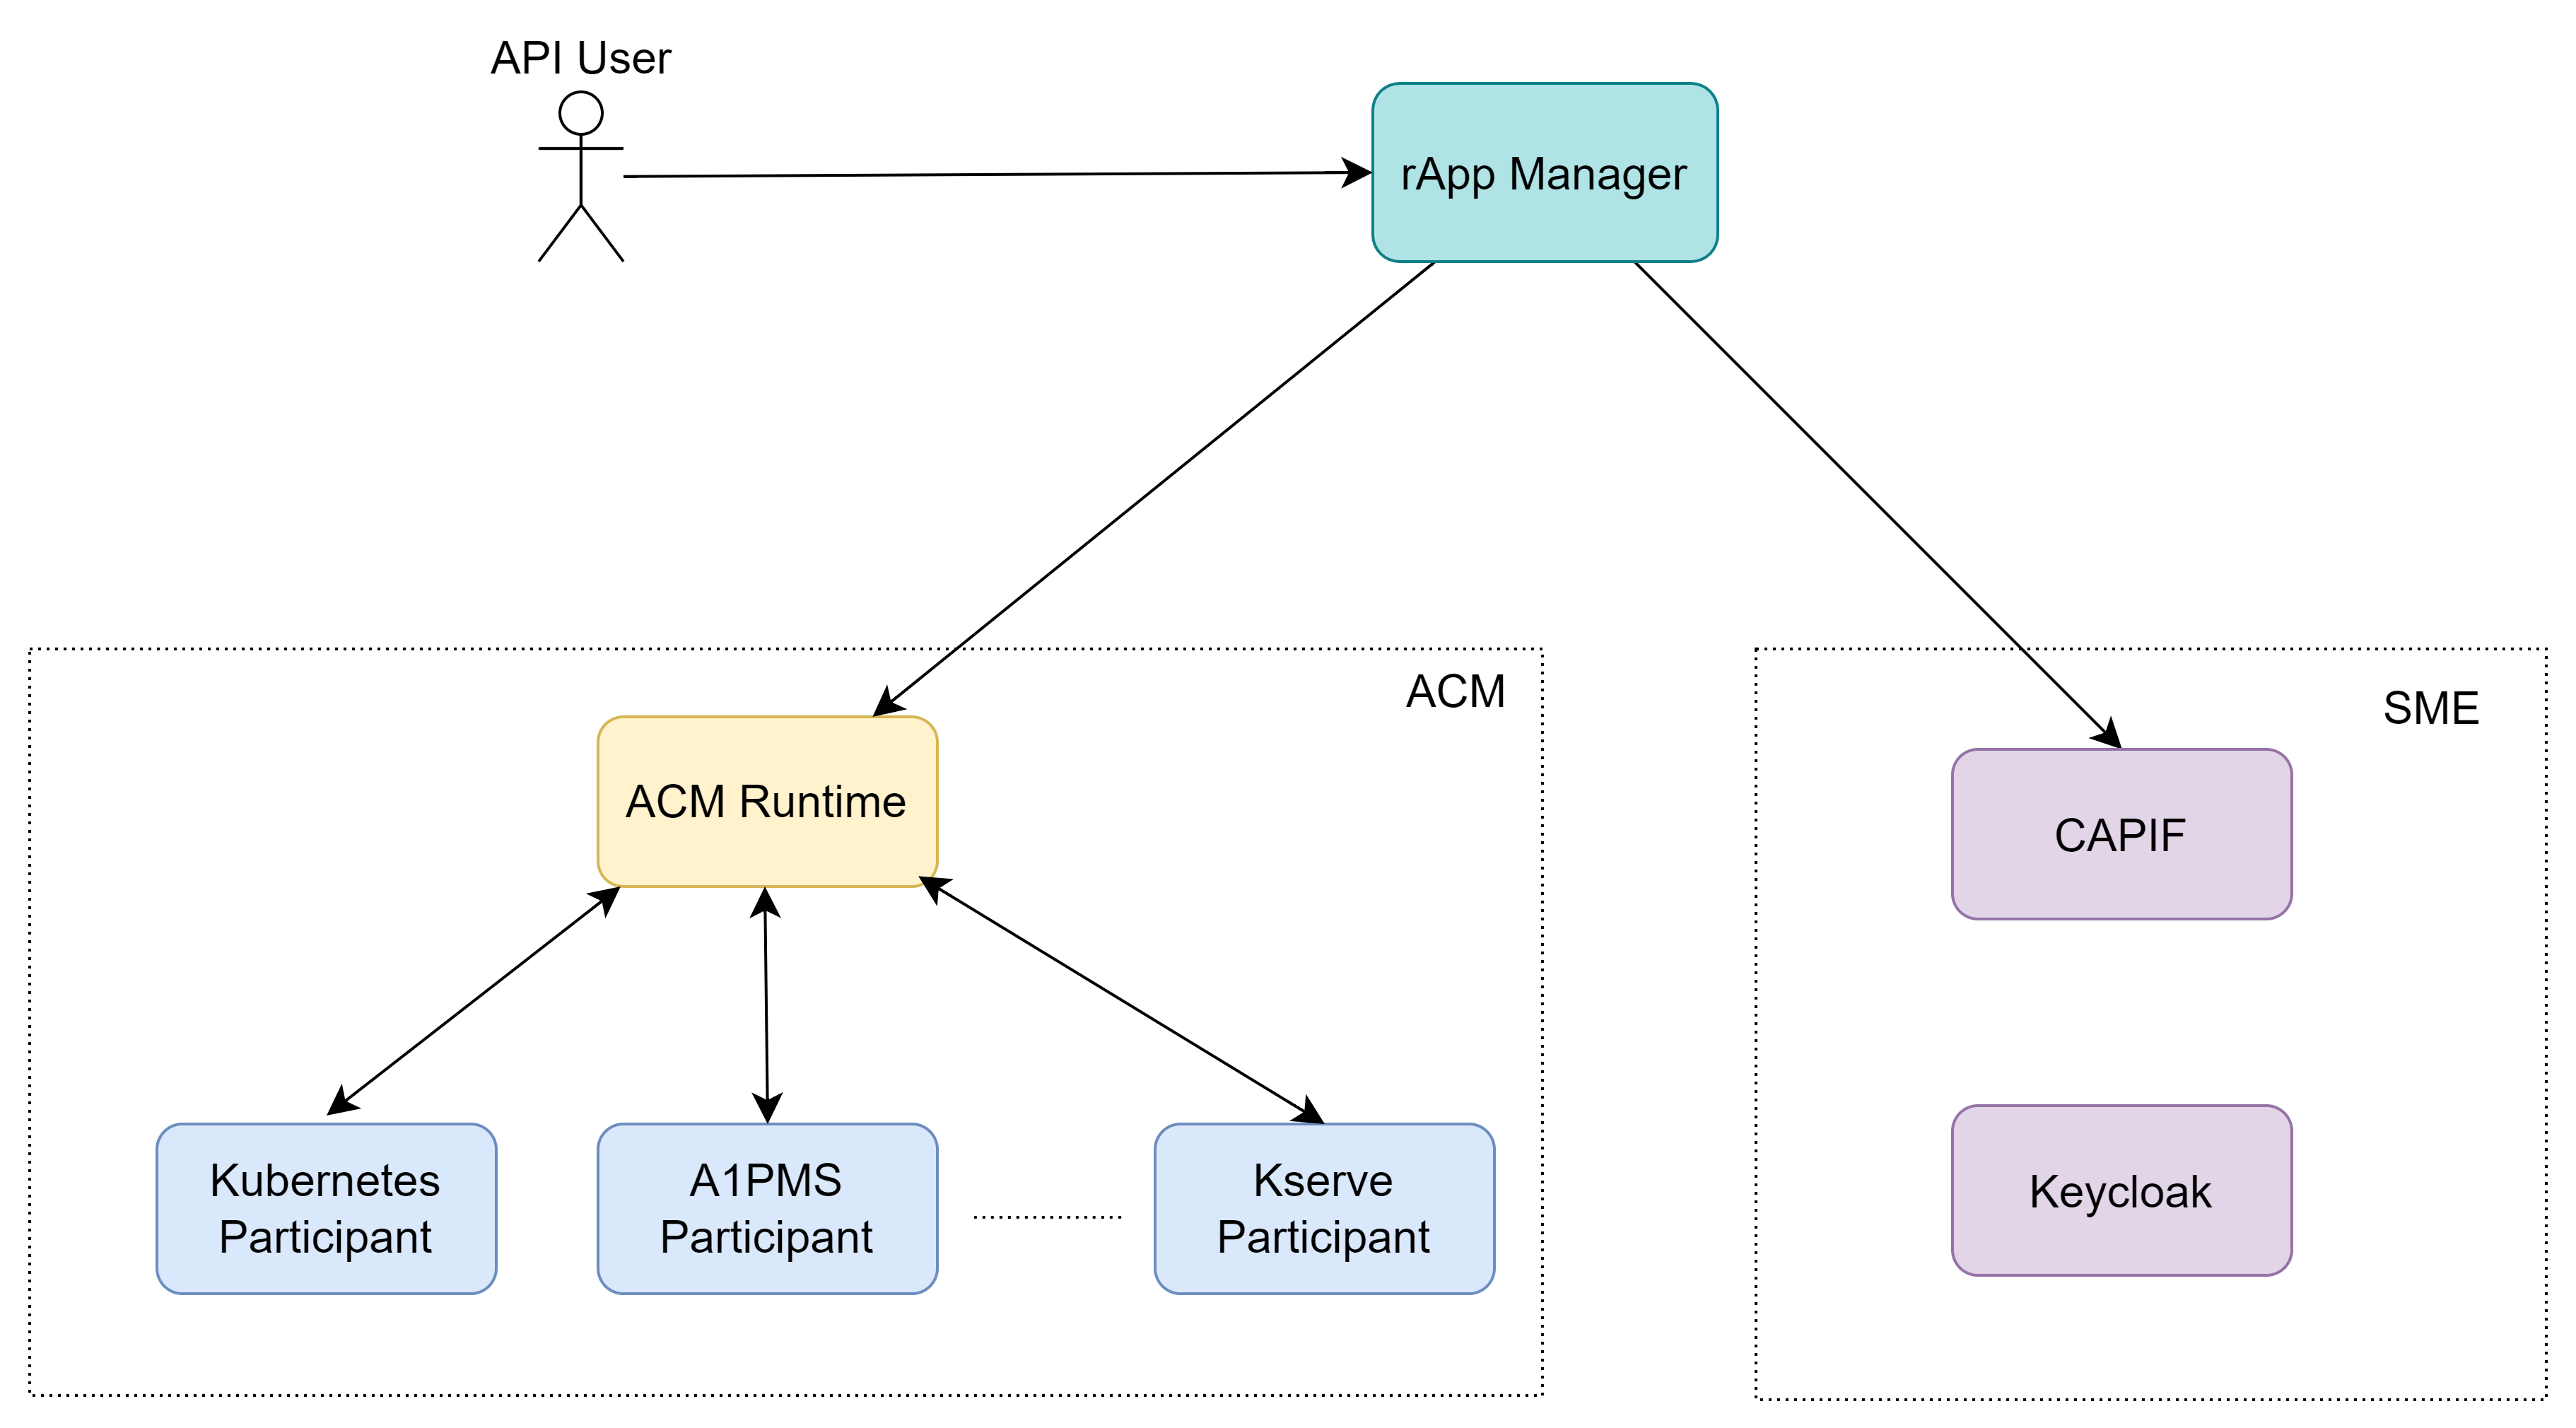 API User
rApp Manager
ACM
SME
ACM Runtime
CAPIF
Kubernetes
Participant
A1PMS
Participant
Kserve
Participant
Keycloak